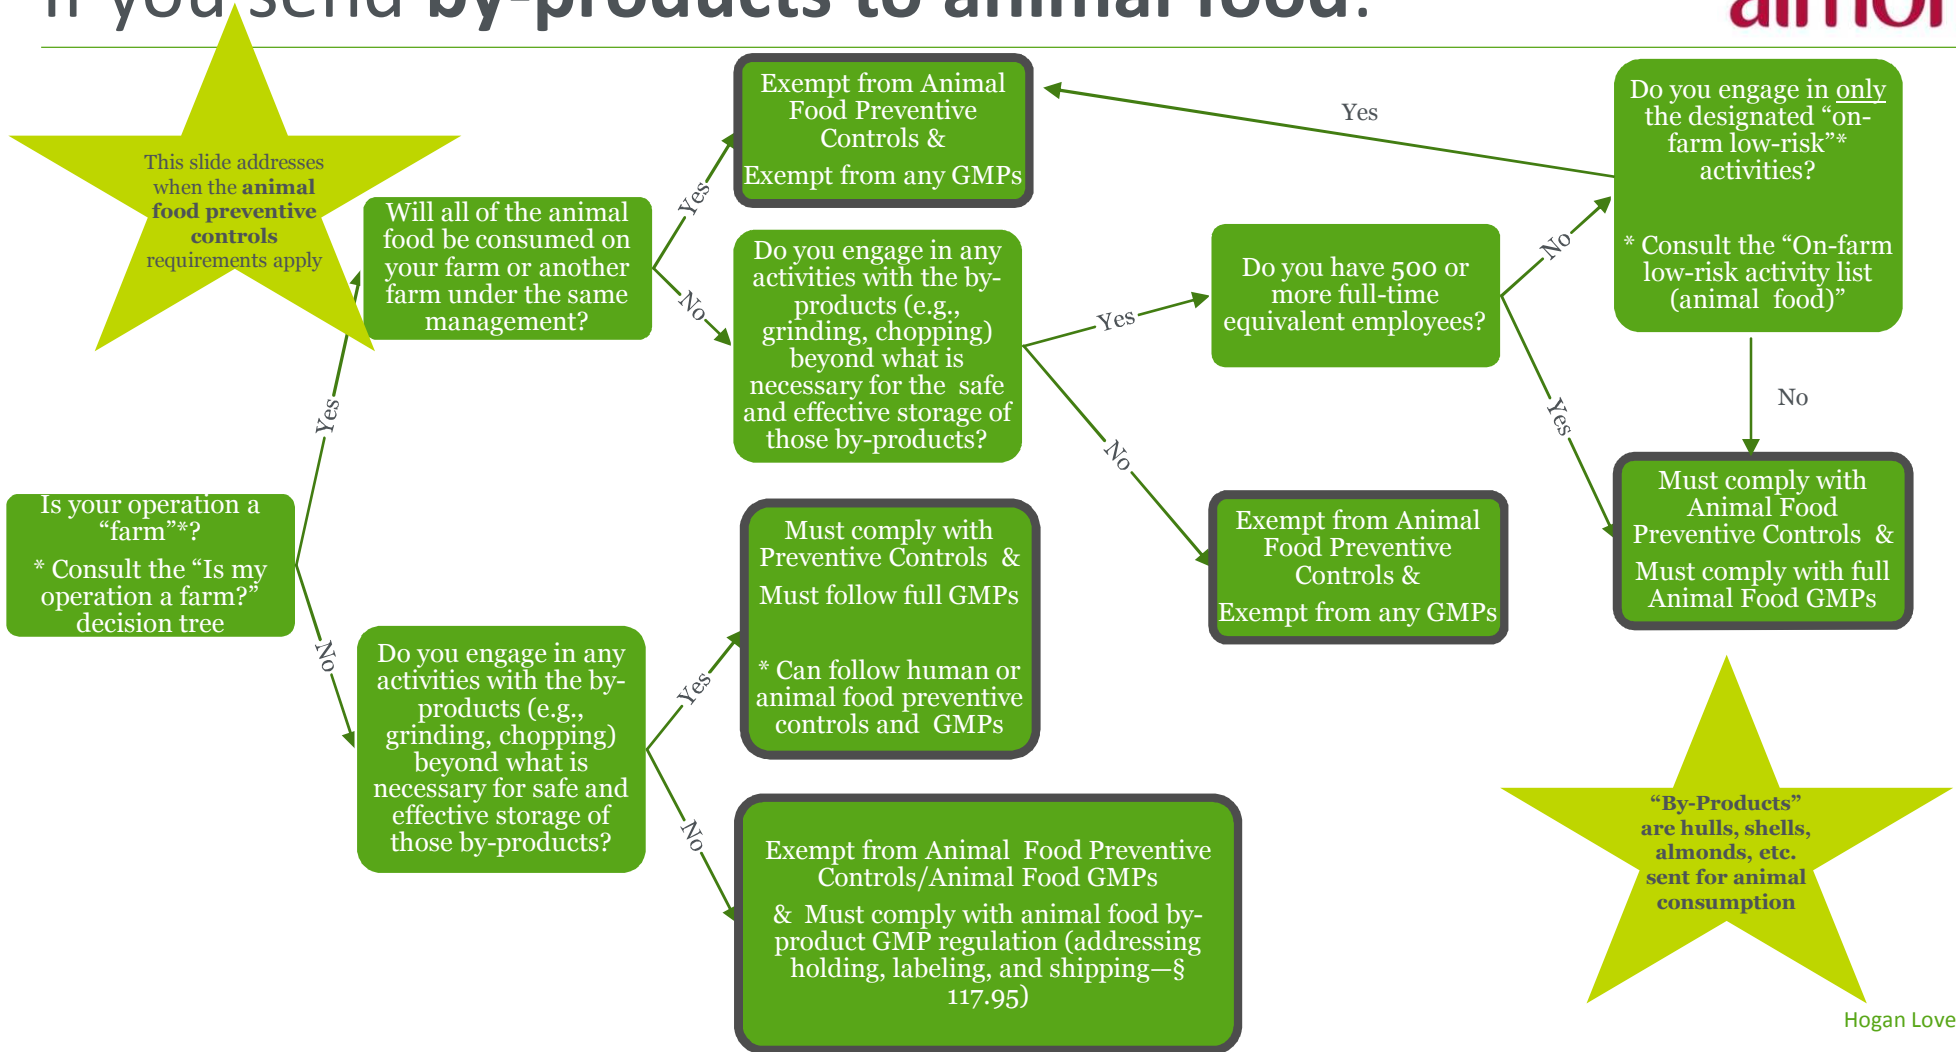 If you send by-products to animal food:
This slide addresses
when the animal
food preventive
controls
requirements apply
Is your operation a
“farm”*?
* Consult the “Is my
operation a farm?”
decision tree
Yes
No
Will all of the animal
food be consumed on
your farm or another
farm under the same
management?
Yes
No
Exempt from Animal
Food Preventive
Controls &
Exempt from any GMPs
Do you engage in any
activities with the by-
products (e.g.,
grinding, chopping)
beyond what is
necessary for the safe
and effective storage of
those by-products?
Yes
No
Do you have 500 or
more full-time
equivalent employees?
No
Yes
Do you engage in only
the designated “on-
farm low-risk”*
activities?
* Consult the “On-farm
low-risk activity list
(animal food)”
Yes
No
Exempt from Animal
Food Preventive
Controls &
Exempt from any GMPs
Must comply with
Animal Food
Preventive Controls &
Must comply with full
Animal Food GMPs
Do you engage in any
activities with the by-
products (e.g.,
grinding, chopping)
beyond what is
necessary for safe and
effective storage of
those by-products?
Yes
No
Must comply with
Preventive Controls &
Must follow full GMPs
* Can follow human or
animal food preventive
controls and GMPs
Exempt from Animal Food Preventive
Controls/Animal Food GMPs
& Must comply with animal food by-
product GMP regulation (addressing
holding, labeling, and shipping—§
117.95)
“By-Products”
are hulls, shells,
almonds, etc.
sent for animal
consumption
Hogan Love